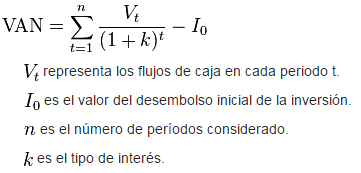 VAN = \sum_{t=1}^{n} \frac{V_t}{(1+k)^t} - I_0
V_t representa los flujos de caja en cada periodo t.
I_0 es el valor del desembolso inicial de la inversión.
n es el número de períodos considerado.
k es el tipo de interés.